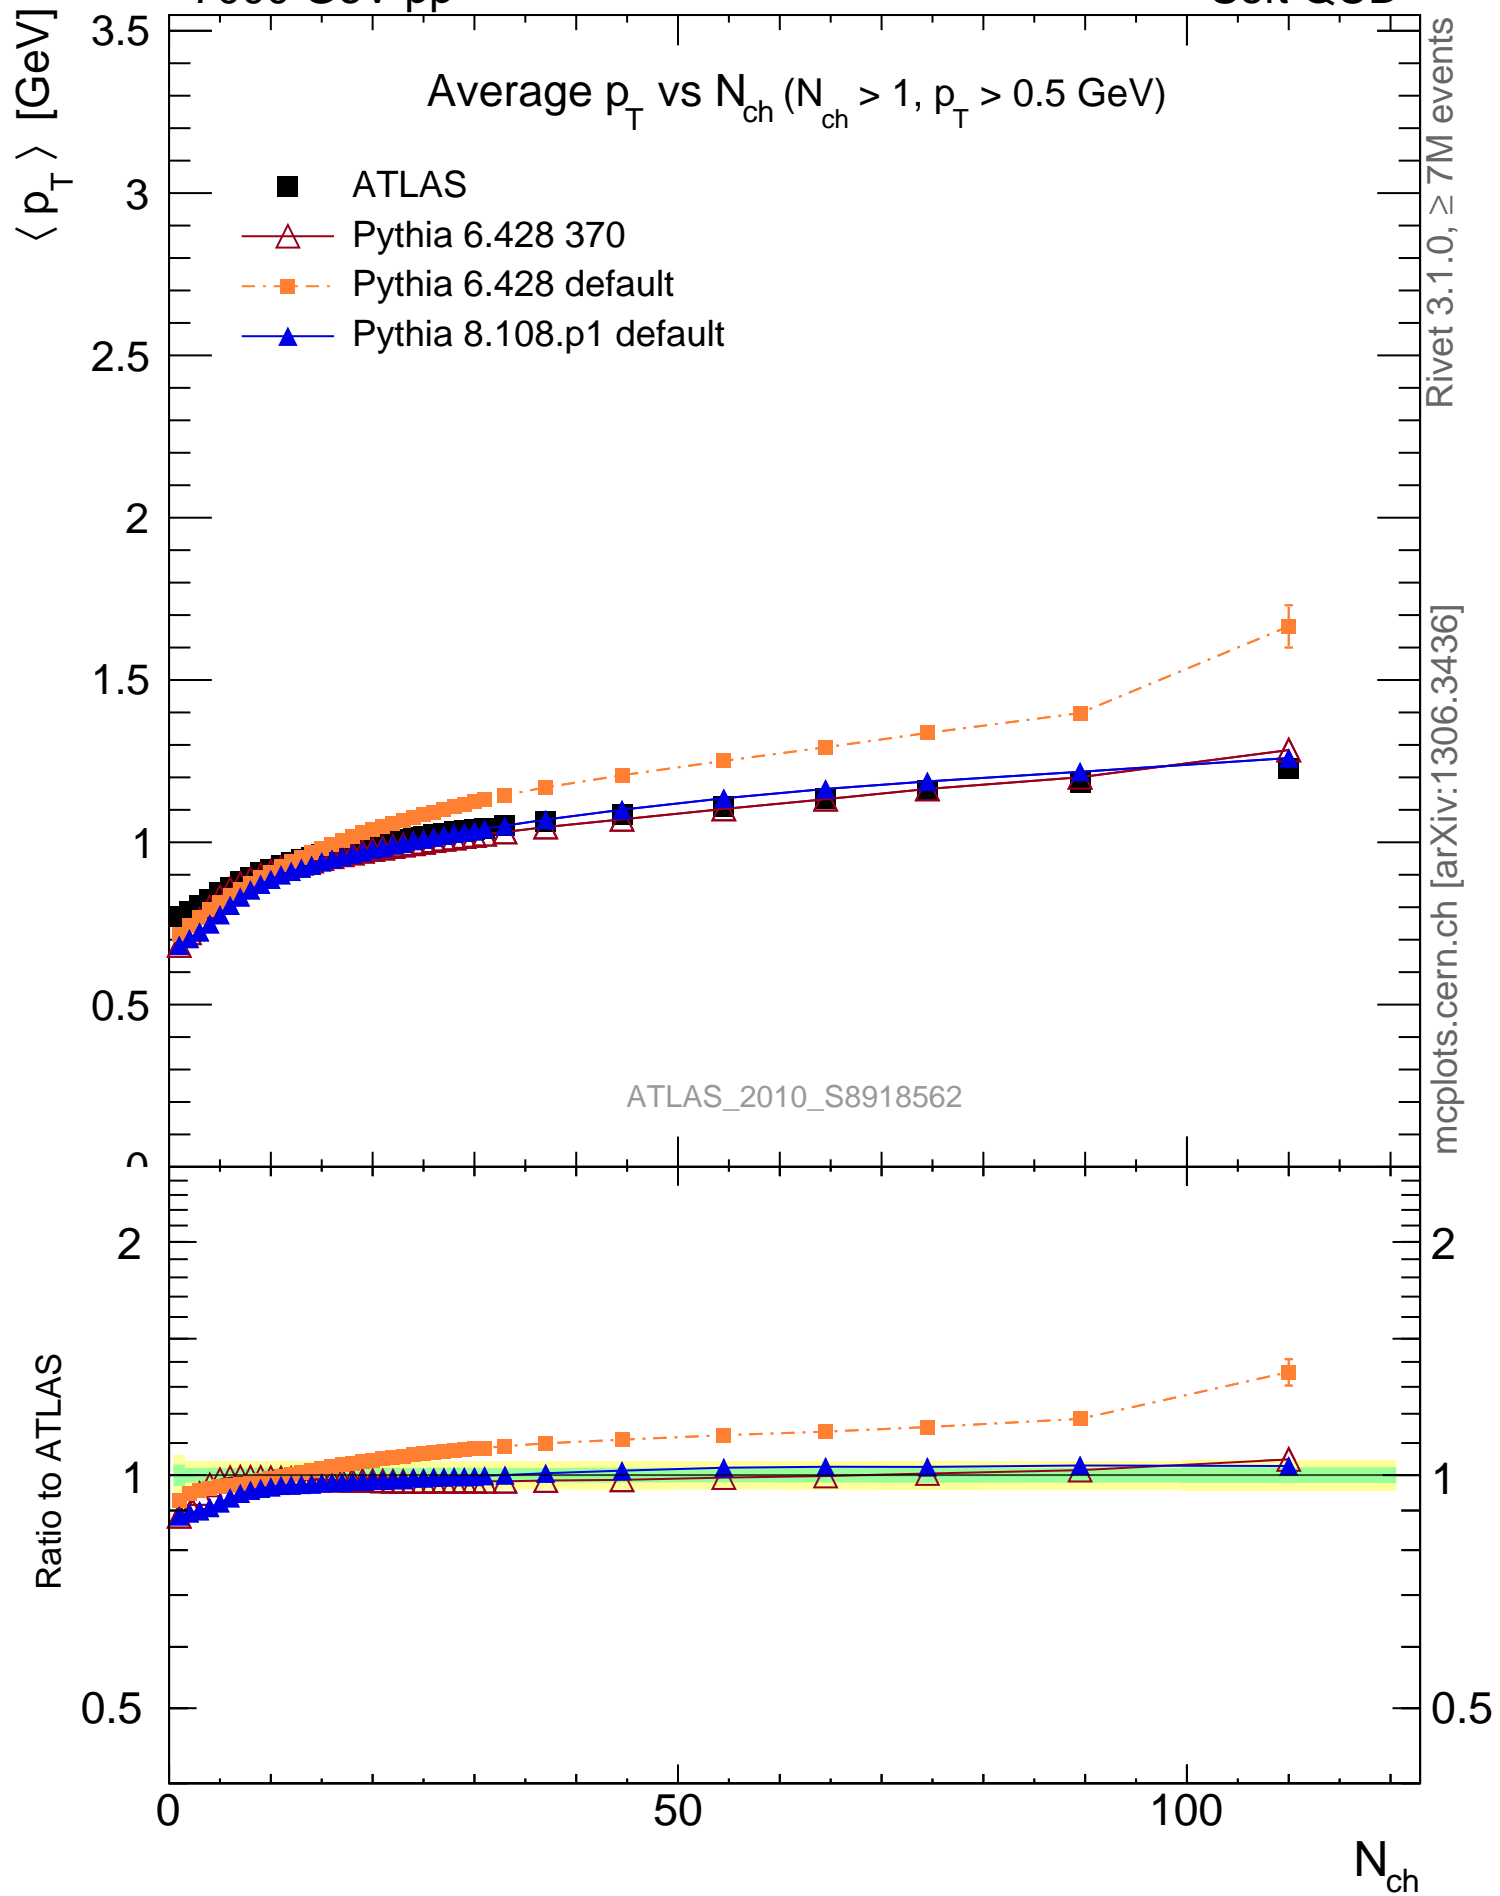 ⟨ p_T ⟩ [GeV]
Average p_T vs N_ch (N_ch > 1, p_T > 0.5 GeV)
ATLAS
Pythia 6.428 370
Pythia 6.428 default
Pythia 8.108.p1 default
3.5
3
2.5
2
1.5
1
0.5
ATLAS_2010_S8918562
Rivet 3.1.0, ≥ 7M events
mcplots.cern.ch [arXiv:1306.3436]
Ratio to ATLAS
2
1
0.5
2
1
0.5
0
50
100
N_ch